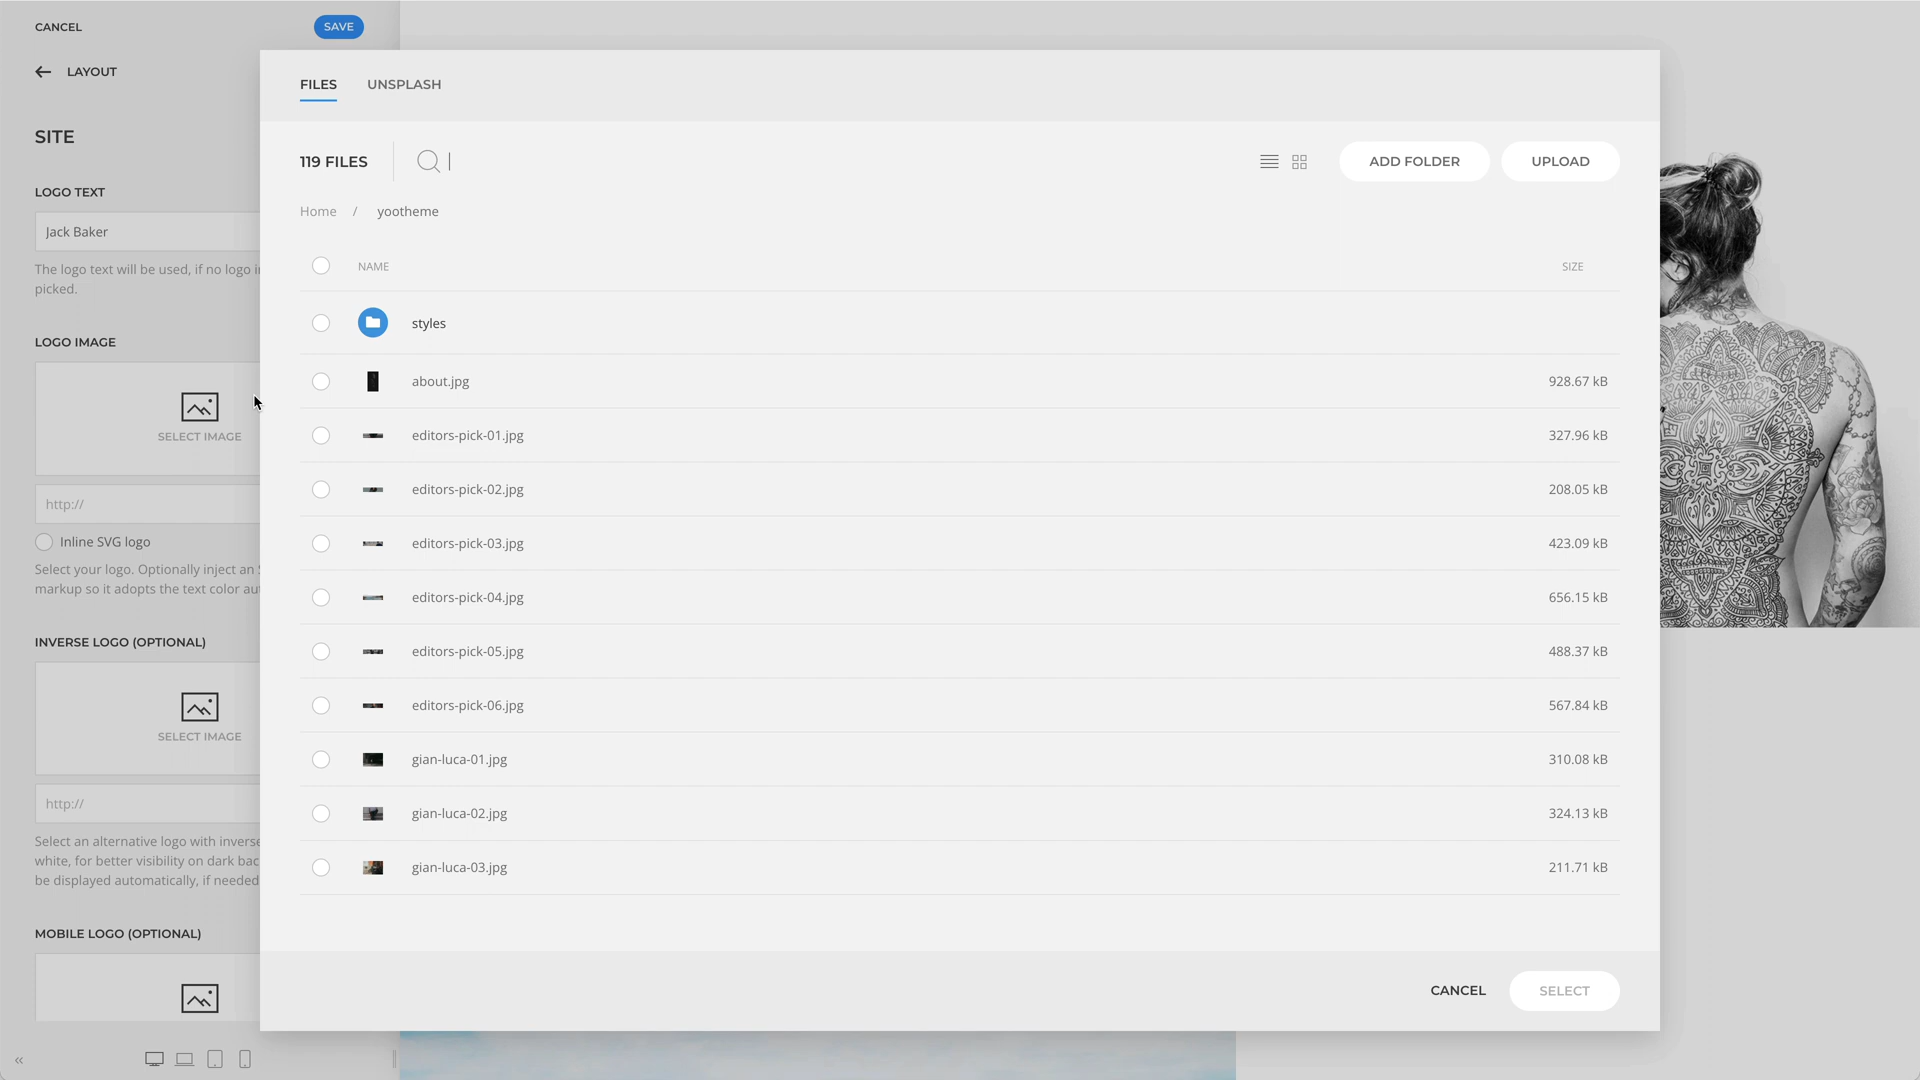 CANCEL
SAVE
LAYOUT
SITE
LOGO TEXT
Jack Baker
The logo text will be used, if no logo
picked.
LOGO IMAGE
SELECT IMAGE
http://
Inline SVG logo
Select your logo. Optionally inject an
markup so it adopts the text color
INVERSE LOGO (OPTIONAL)
SELECT IMAGE
http://
Select an alternative logo with
white, for better visibility on dark
be displayed automatically, if needed
MOBILE LOGO (OPTIONAL)
FILES
UNSPLASH
119 FILES
ADD FOLDER
UPLOAD
Home / yootheme
NAME
SIZE
styles
about.jpg 928.67 kB
editors-pick-01.jpg 327.96 kB
editors-pick-02.jpg 208.05 kB
editors-pick-03.jpg 423.09 kB
editors-pick-04.jpg 656.15 kB
editors-pick-05.jpg 488.37 kB
editors-pick-06.jpg 567.84 kB
gian-luca-01.jpg 310.08 kB
gian-luca-02.jpg 324.13 kB
gian-luca-03.jpg 211.71 kB
CANCEL
SELECT